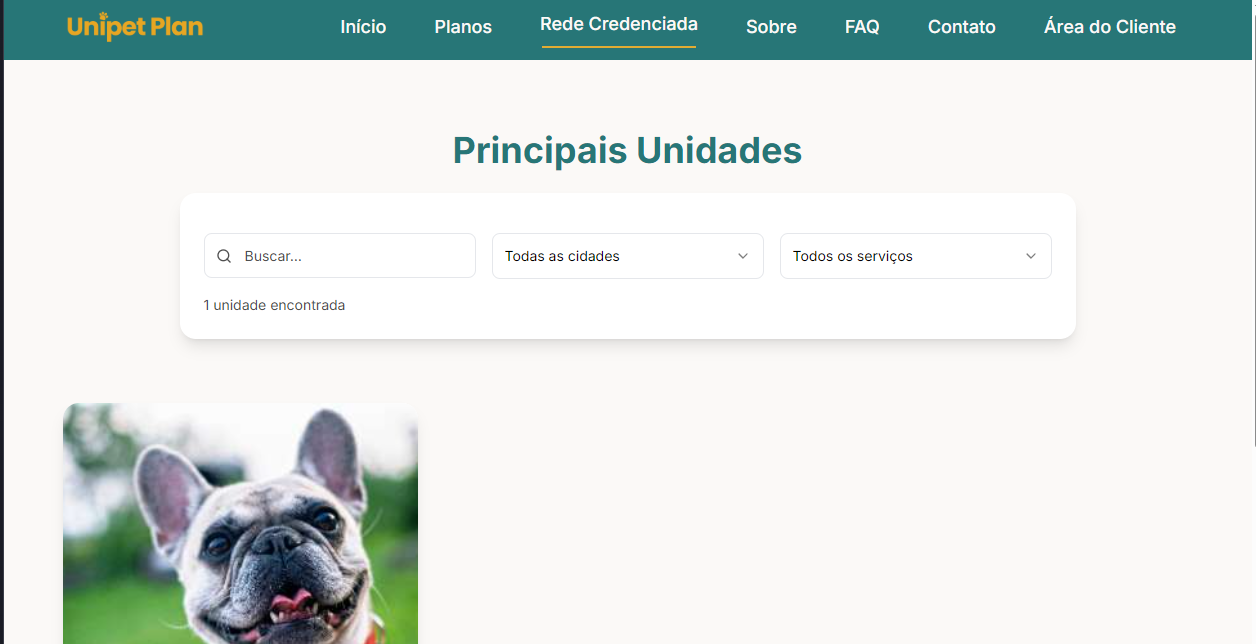 Unipet Plan
Início
Planos
Rede Credenciada
Sobre
FAQ
Contato
Área do Cliente
Principais Unidades
Buscar...
Todas as cidades
Todos os serviços
1 unidade encontrada